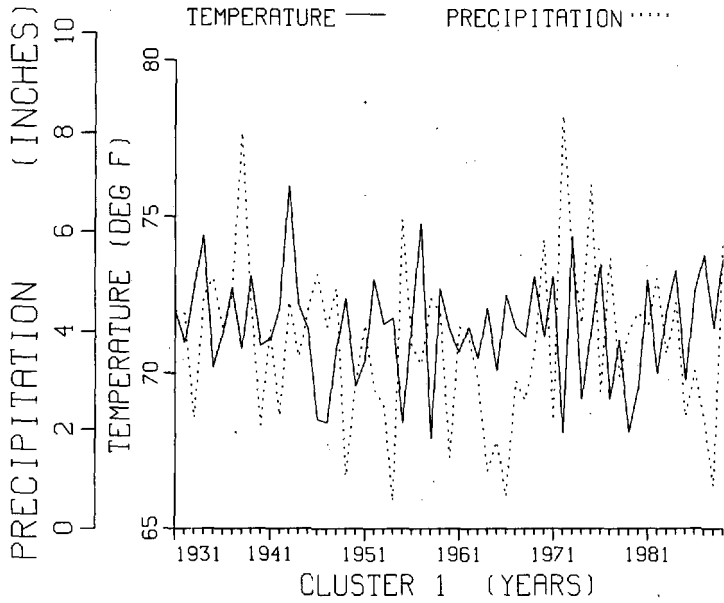 TEMPERATURE PRECIPITATION
PRECIPITATION (INCHES)
10
8
6
4
2
0
TEMPERATURE (DEG F)
80
75
70
65
1931 1941 1951 1961 1971 1981
CLUSTER 1 (YEARS)